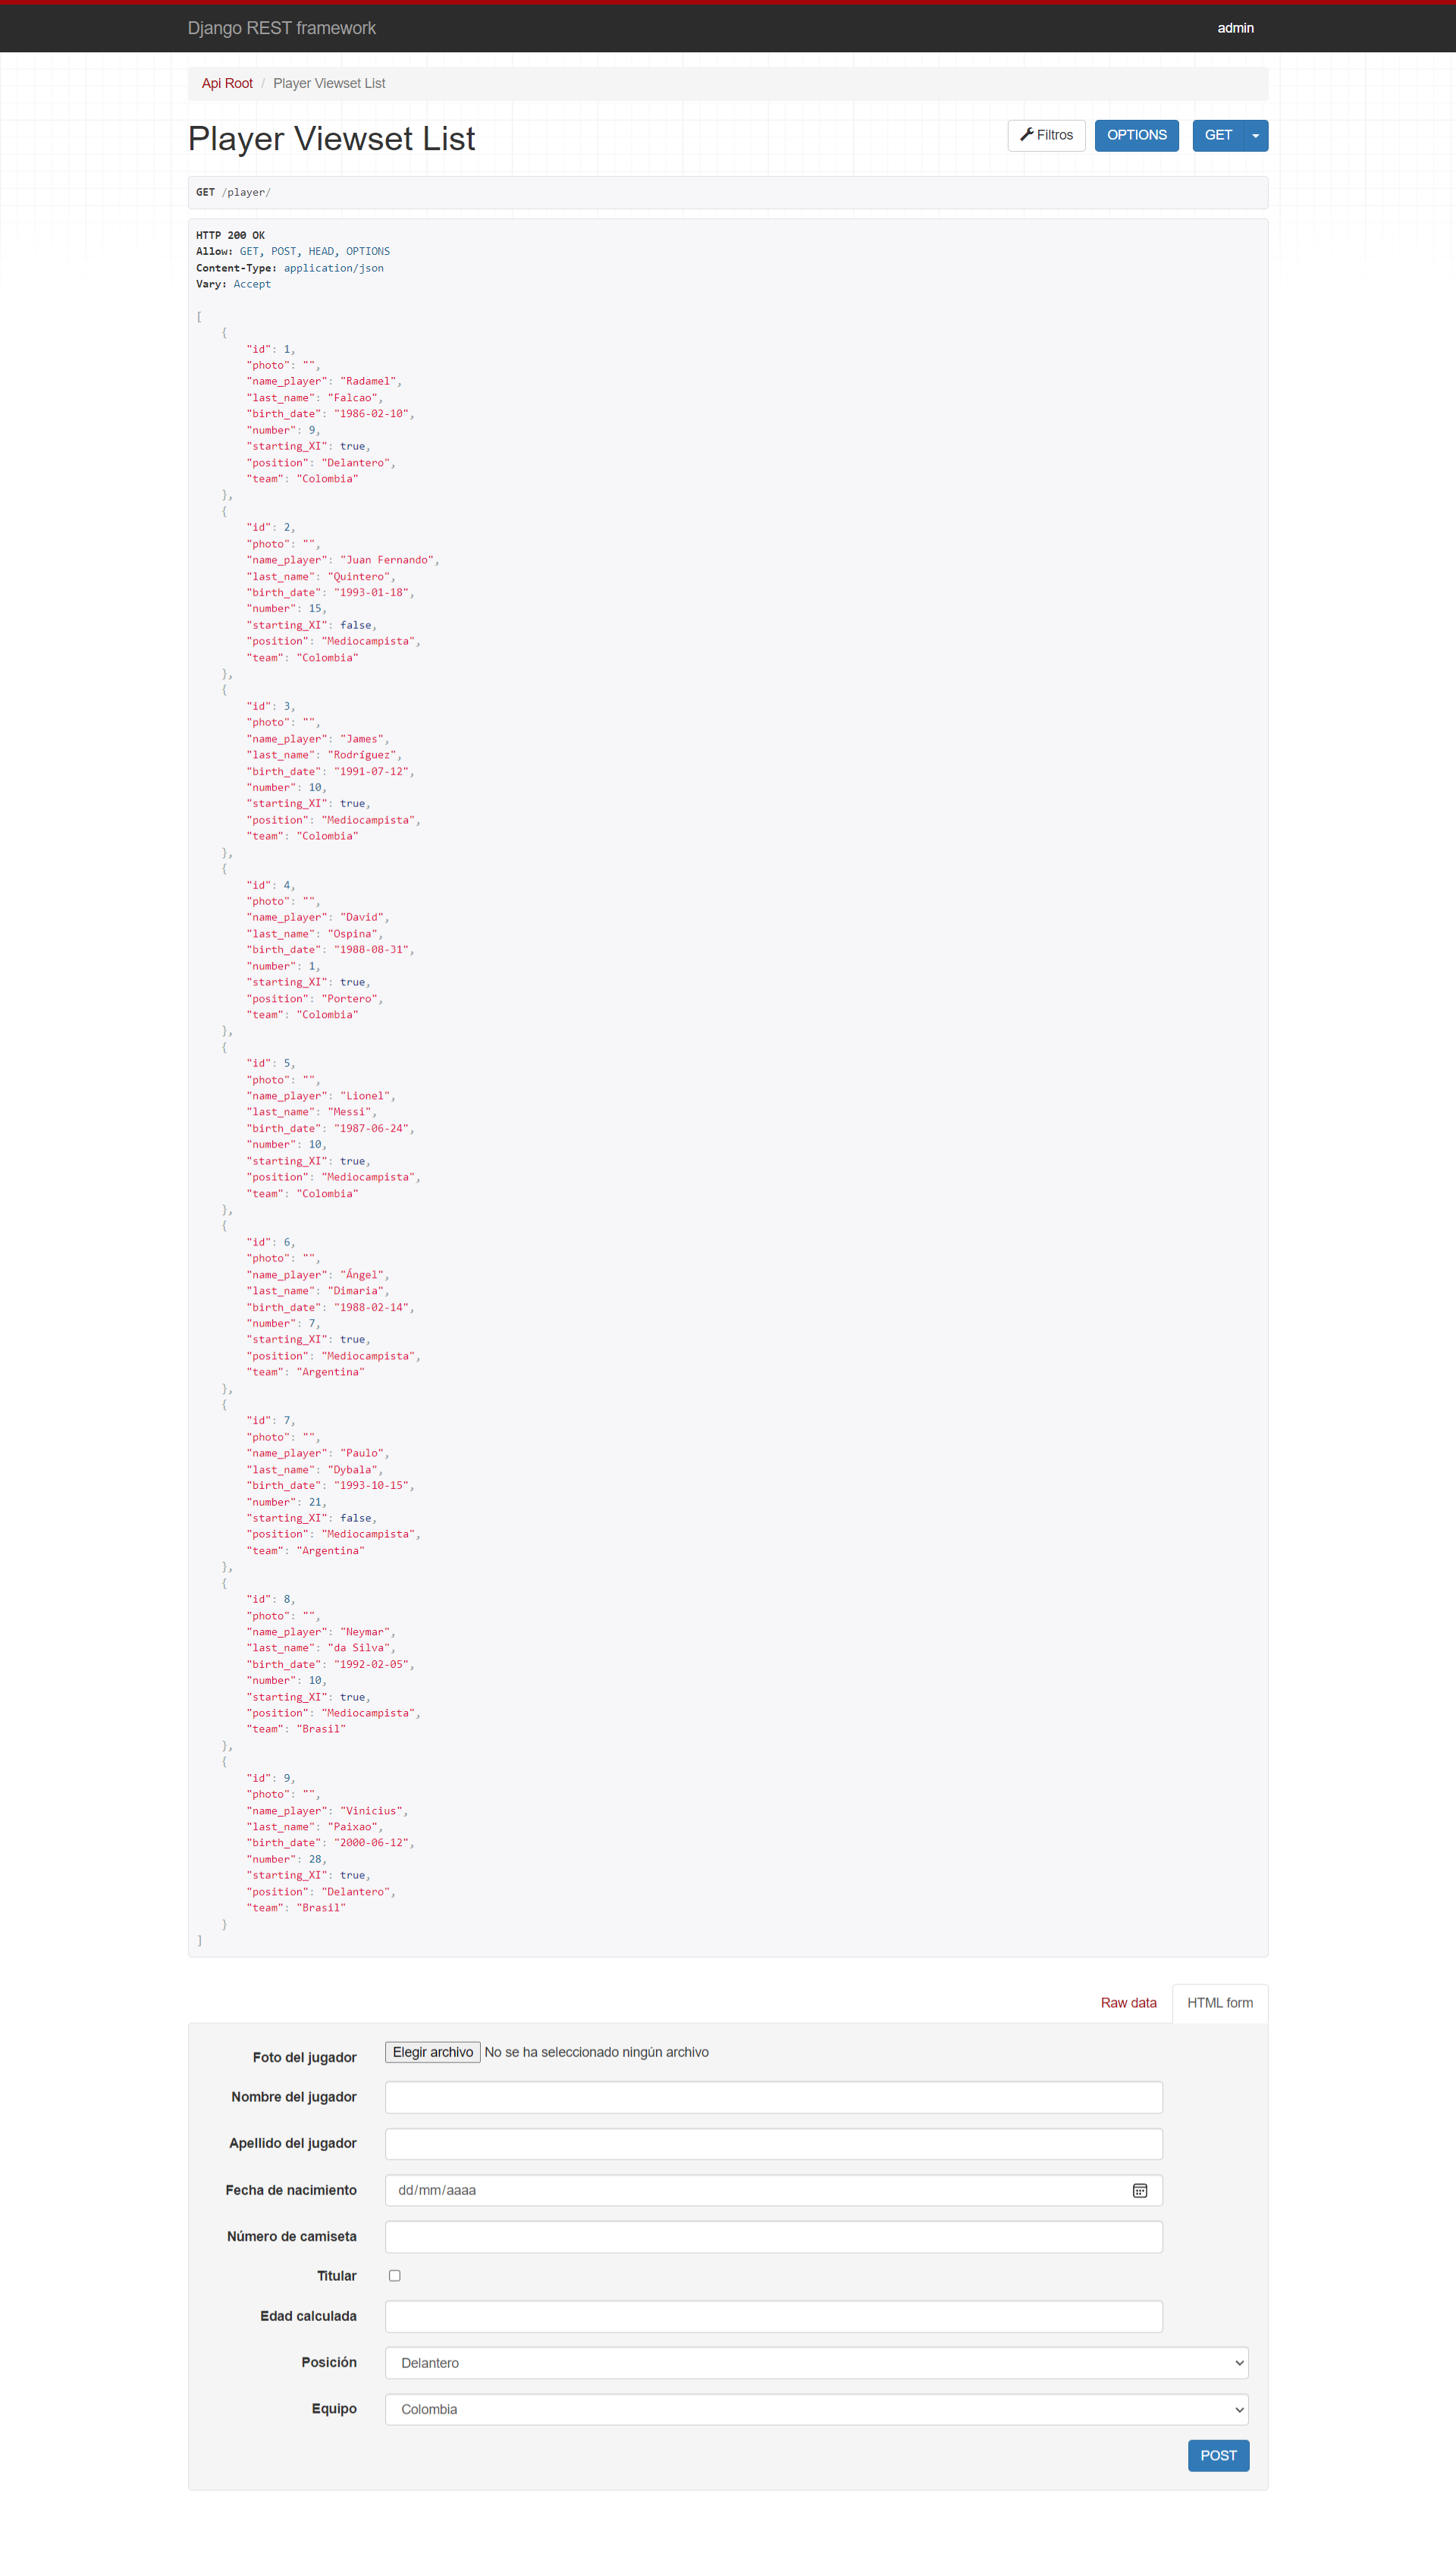 Django REST framework
admin
Api Root / Player Viewset List
Player Viewset List
Filtros
OPTIONS
GET
GET /player/
HTTP 200 OK
Allow: GET, POST, HEAD, OPTIONS
Content-Type: application/json
Vary: Accept
[
{
"id": 1,
"photo": "",
"name_player": "Radamel",
"last_name": "Falcao",
"birth_date": "1986-02-10",
"number": 9,
"starting_XI": true,
"position": "Delantero",
"team": "Colombia"
},
{
"id": 2,
"photo": "",
"name_player": "Juan Fernando",
"last_name": "Quintero",
"birth_date": "1993-01-18",
"number": 15,
"starting_XI": false,
"position": "Mediocampista",
"team": "Colombia"
},
{
"id": 3,
"photo": "",
"name_player": "James",
"last_name": "Rodríguez",
"birth_date": "1991-07-12",
"number": 10,
"starting_XI": true,
"position": "Mediocampista",
"team": "Colombia"
},
{
"id": 4,
"photo": "",
"name_player": "David",
"last_name": "Ospina",
"birth_date": "1988-08-31",
"number": 1,
"starting_XI": true,
"position": "Portero",
"team": "Colombia"
},
{
"id": 5,
"photo": "",
"name_player": "Lionel",
"last_name": "Messi",
"birth_date": "1987-06-24",
"number": 10,
"starting_XI": true,
"position": "Mediocampista",
"team": "Colombia"
},
{
"id": 6,
"photo": "",
"name_player": "Ángel",
"last_name": "Dimaria",
"birth_date": "1988-02-14",
"number": 7,
"starting_XI": true,
"position": "Mediocampista",
"team": "Argentina"
},
{
"id": 7,
"photo": "",
"name_player": "Paulo",
"last_name": "Dybala",
"birth_date": "1993-10-15",
"number": 21,
"starting_XI": false,
"position": "Mediocampista",
"team": "Argentina"
},
{
"id": 8,
"photo": "",
"name_player": "Neymar",
"last_name": "da Silva",
"birth_date": "1992-02-05",
"number": 10,
"starting_XI": true,
"position": "Mediocampista",
"team": "Brasil"
},
{
"id": 9,
"photo": "",
"name_player": "Vinicius",
"last_name": "Paixao",
"birth_date": "2000-06-12",
"number": 28,
"starting_XI": true,
"position": "Delantero",
"team": "Brasil"
}
]
Raw data
HTML form
Foto del jugador
Elegir archivo No se ha seleccionado ningún archivo
Nombre del jugador
Apellido del jugador
Fecha de nacimiento
dd/mm/aaaa
Número de camiseta
Titular
Edad calculada
Posición
Delantero
Equipo
Colombia
POST